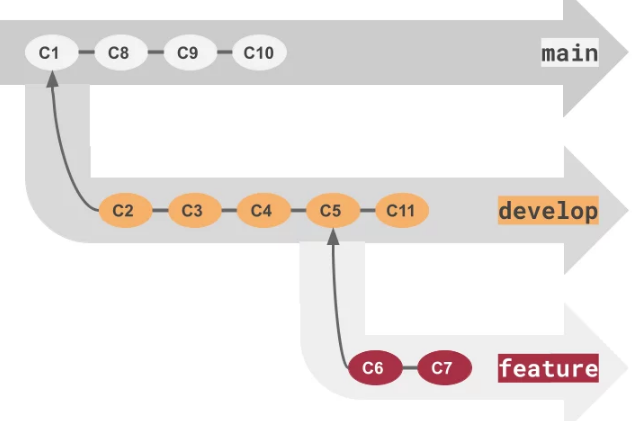 C1 C8 C9 C10 main
C2 C3 C4 C5 C11 develop
C6 C7 feature